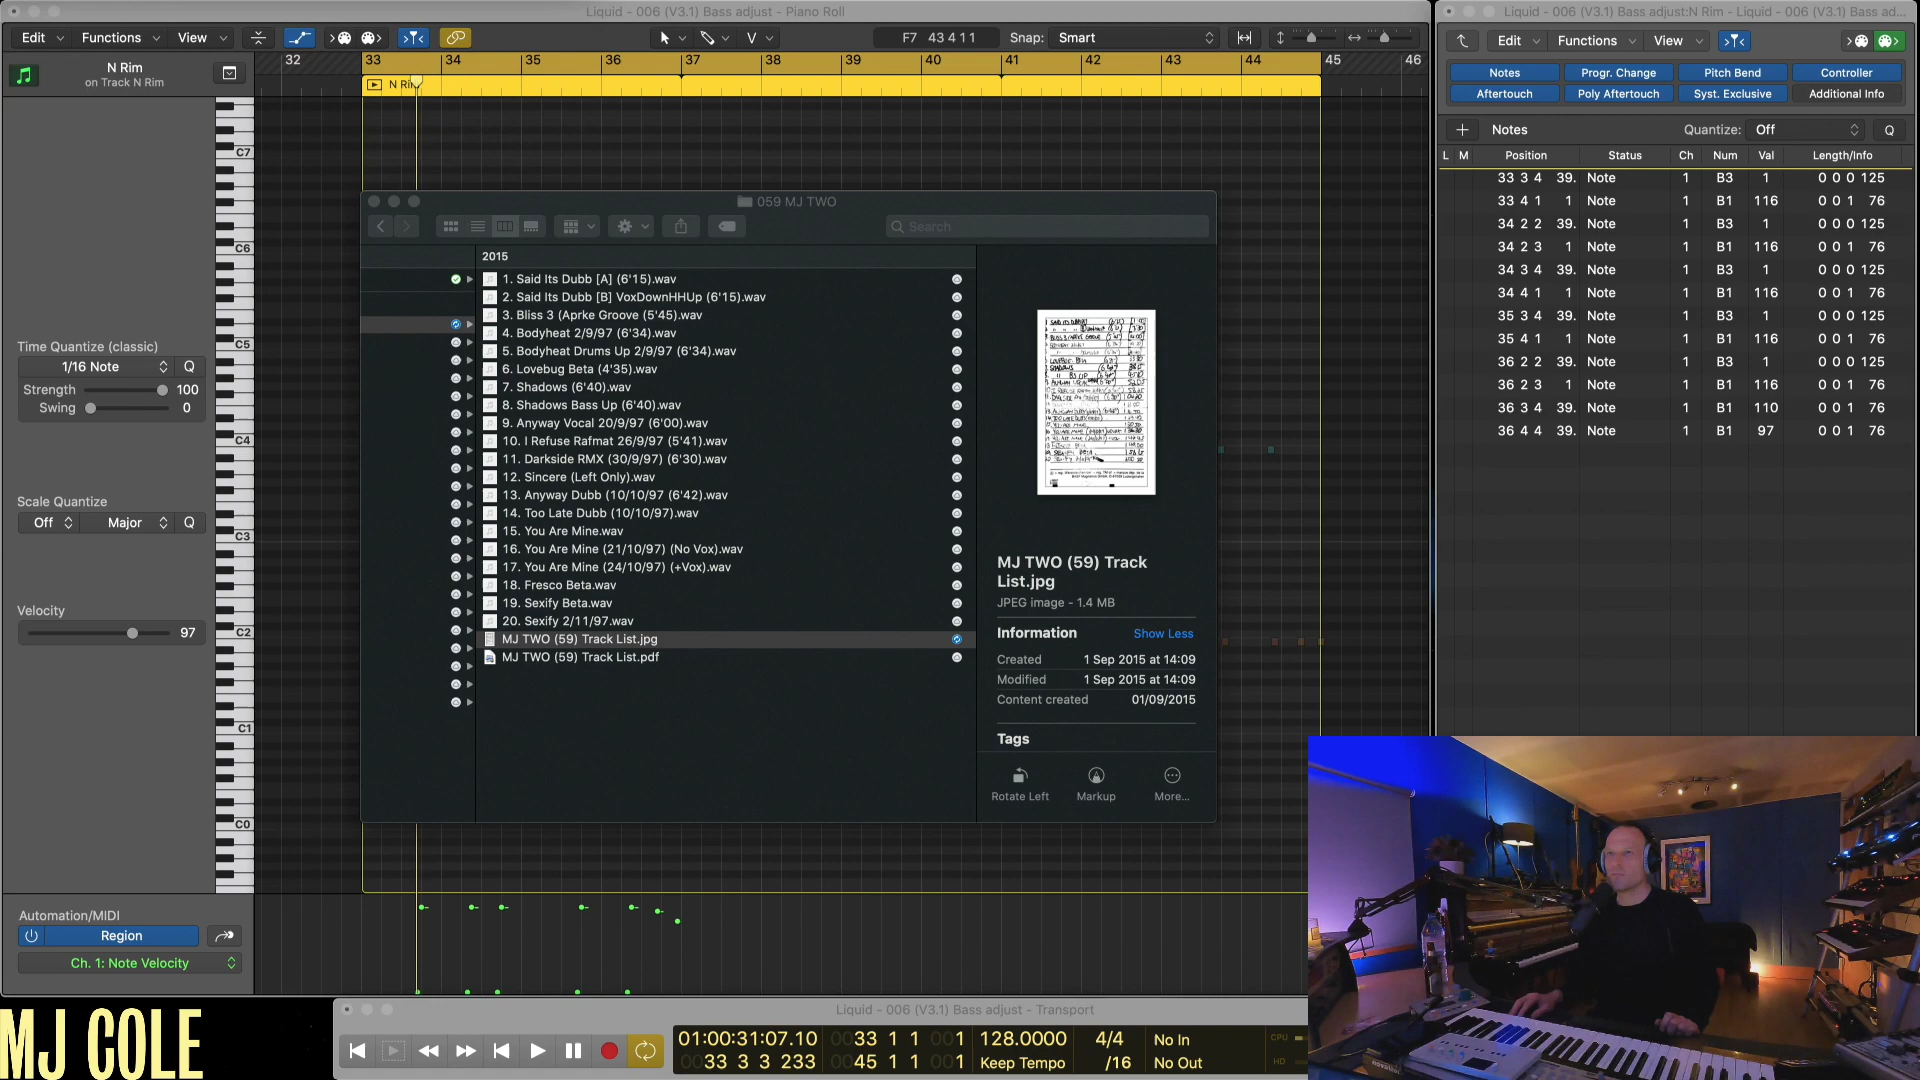 Liquid - 006 (V3.1) Bass adjust - Piano Roll
Edit Functions View
F7 43 4 1 1
Snap: Smart
N Rim
on Track N Rim
32 33 34 35 36 37 38 39 40 41 42 43 44 45 46
N Rim
C7
C6
C5
C4
C3
C2
C1
C0
Time Quantize (classic)
1/16 Note Q
Strength 100
Swing 0
Scale Quantize
Off Major Q
Velocity
97
Automation/MIDI
Region
Ch. 1: Note Velocity
059 MJ TWO
Search
2015
1. Said Its Dubb [A] (6'15).wav
2. Said Its Dubb [B] VoxDownHHUp (6'15).wav
3. Bliss 3 (Aprke Groove (5'45).wav
4. Bodyheat 2/9/97 (6'34).wav
5. Bodyheat Drums Up 2/9/97 (6'34).wav
6. Lovebug Beta (4'35).wav
7. Shadows (6'40).wav
8. Shadows Bass Up (6'40).wav
9. Anyway Vocal 20/9/97 (6'00).wav
10. I Refuse Rafmat 26/9/97 (5'41).wav
11. Darkside RMX (30/9/97) (6'30).wav
12. Sincere (Left Only).wav
13. Anyway Dubb (10/10/97) (6'42).wav
14. Too Late Dubb (10/10/97).wav
15. You Are Mine.wav
16. You Are Mine (21/10/97) (No Vox).wav
17. You Are Mine (24/10/97) (+Vox).wav
18. Fresco Beta.wav
19. Sexify Beta.wav
20. Sexify 2/11/97.wav
MJ TWO (59) Track List.jpg
MJ TWO (59) Track List.pdf
MJ TWO (59) Track
List.jpg
JPEG image - 1.4 MB
Information Show Less
Created 1 Sep 2015 at 14:09
Modified 1 Sep 2015 at 14:09
Content created 01/09/2015
Tags
Rotate Left Markup More...
Liquid - 006 (V3.1) Bass adjust:N Rim - Liquid - 006 (V3.1) Bass ad...
Edit Functions View
Notes Progr. Change Pitch Bend Controller
Aftertouch Poly Aftertouch Syst. Exclusive Additional Info
Notes Quantize: Off Q
L M Position Status Ch Num Val Length/Info
33 3 4 39. Note 1 B3 1 0 0 0 125
33 4 1 1 Note 1 B1 116 0 0 1 76
34 2 2 39. Note 1 B3 1 0 0 0 125
34 2 3 1 Note 1 B1 116 0 0 1 76
34 3 4 39. Note 1 B3 1 0 0 0 125
34 4 1 1 Note 1 B1 116 0 0 1 76
35 3 4 39. Note 1 B3 1 0 0 0 125
35 4 1 1 Note 1 B1 116 0 0 1 76
36 2 2 39. Note 1 B3 1 0 0 0 125
36 2 3 1 Note 1 B1 116 0 0 1 76
36 3 4 39. Note 1 B1 110 0 0 1 76
36 4 4 39. Note 1 B1 97 0 0 1 76
MJ COLE
Liquid - 006 (V3.1) Bass adjust - Transport
01:00:31:07.10 0033 1 1 001 128.0000 4/4 No In CPU
0033 3 3 233 0045 1 1 001 Keep Tempo /16 No Out HD